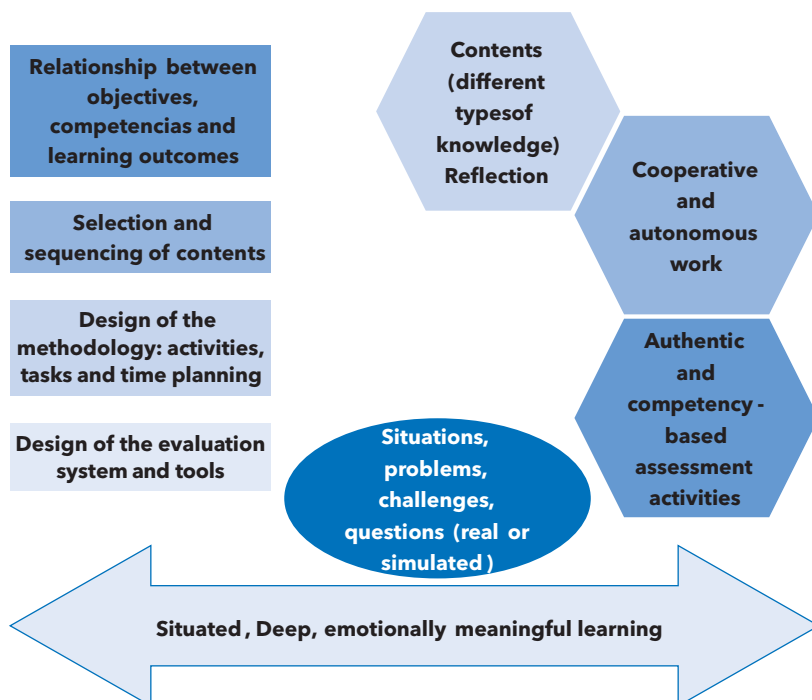 Relationship between
objectives,
competencias and
learning outcomes
Selection and
sequencing of contents
Design of the
methodology: activities,
tasks and time planning
Design of the evaluation
system and tools
Contents
(different
typesof
knowledge)
Reflection
Cooperative
and
autonomous
work
Authentic
and
competency -
based
assessment
activities
Situations,
problems,
challenges,
questions (real or
simulated )
Situated , Deep, emotionally meaningful learning